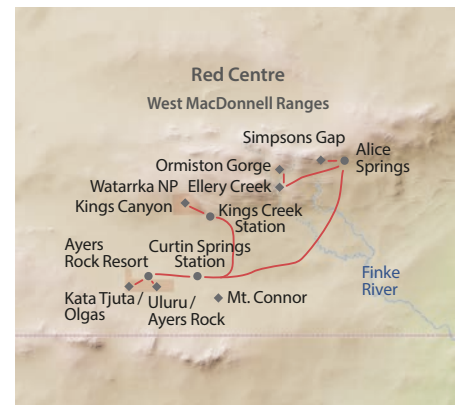 Red Centre
West MacDonnell Ranges
Simpsons Gap
Alice
Springs
Ormiston Gorge
Watarrka NP
Ellery Creek
Kings Canyon
Kings Creek
Station
Ayers
Rock Resort
Curtin Springs
Station
Finke
River
Kata Tjuta /
Olgas
Uluru /
Ayers Rock
Mt. Connor